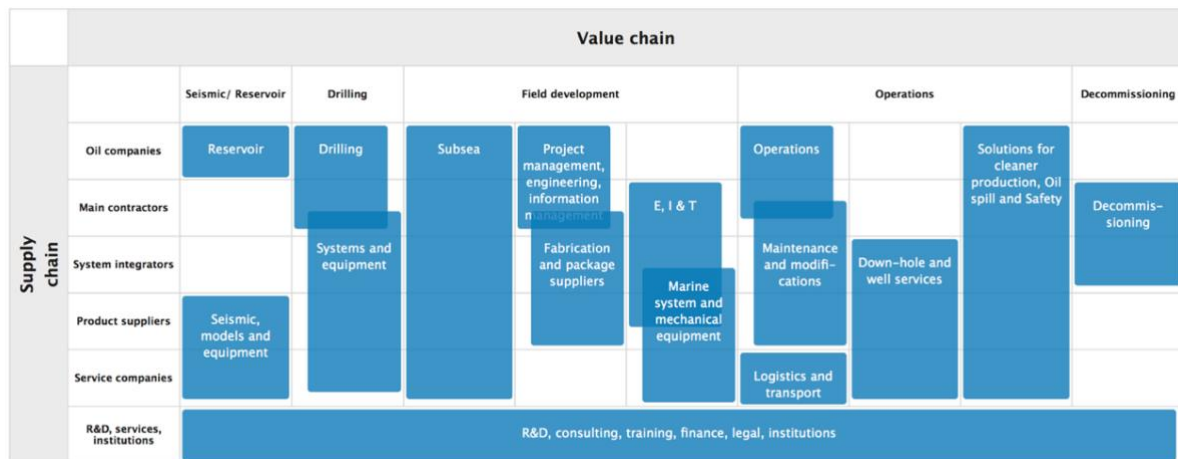 Value chain
Supply
chain
Seismic/ Reservoir
Drilling
Field development
Operations
Decommissioning
Oil companies
Main contractors
System integrators
Product suppliers
Service companies
R&D, services,
institutions
Reservoir
Drilling
Subsea
Project
management,
engineering,
information
management
Operations
Solutions for
cleaner
production, Oil
spill and Safety
E, I & T
Decommis-
sioning
Systems and
equipment
Fabrication
and package
suppliers
Maintenance
and modifi-
cations
Down-hole and
well services
Marine
system and
mechanical
equipment
Seismic,
models and
equipment
Logistics and
transport
R&D, consulting, training, finance, legal, institutions